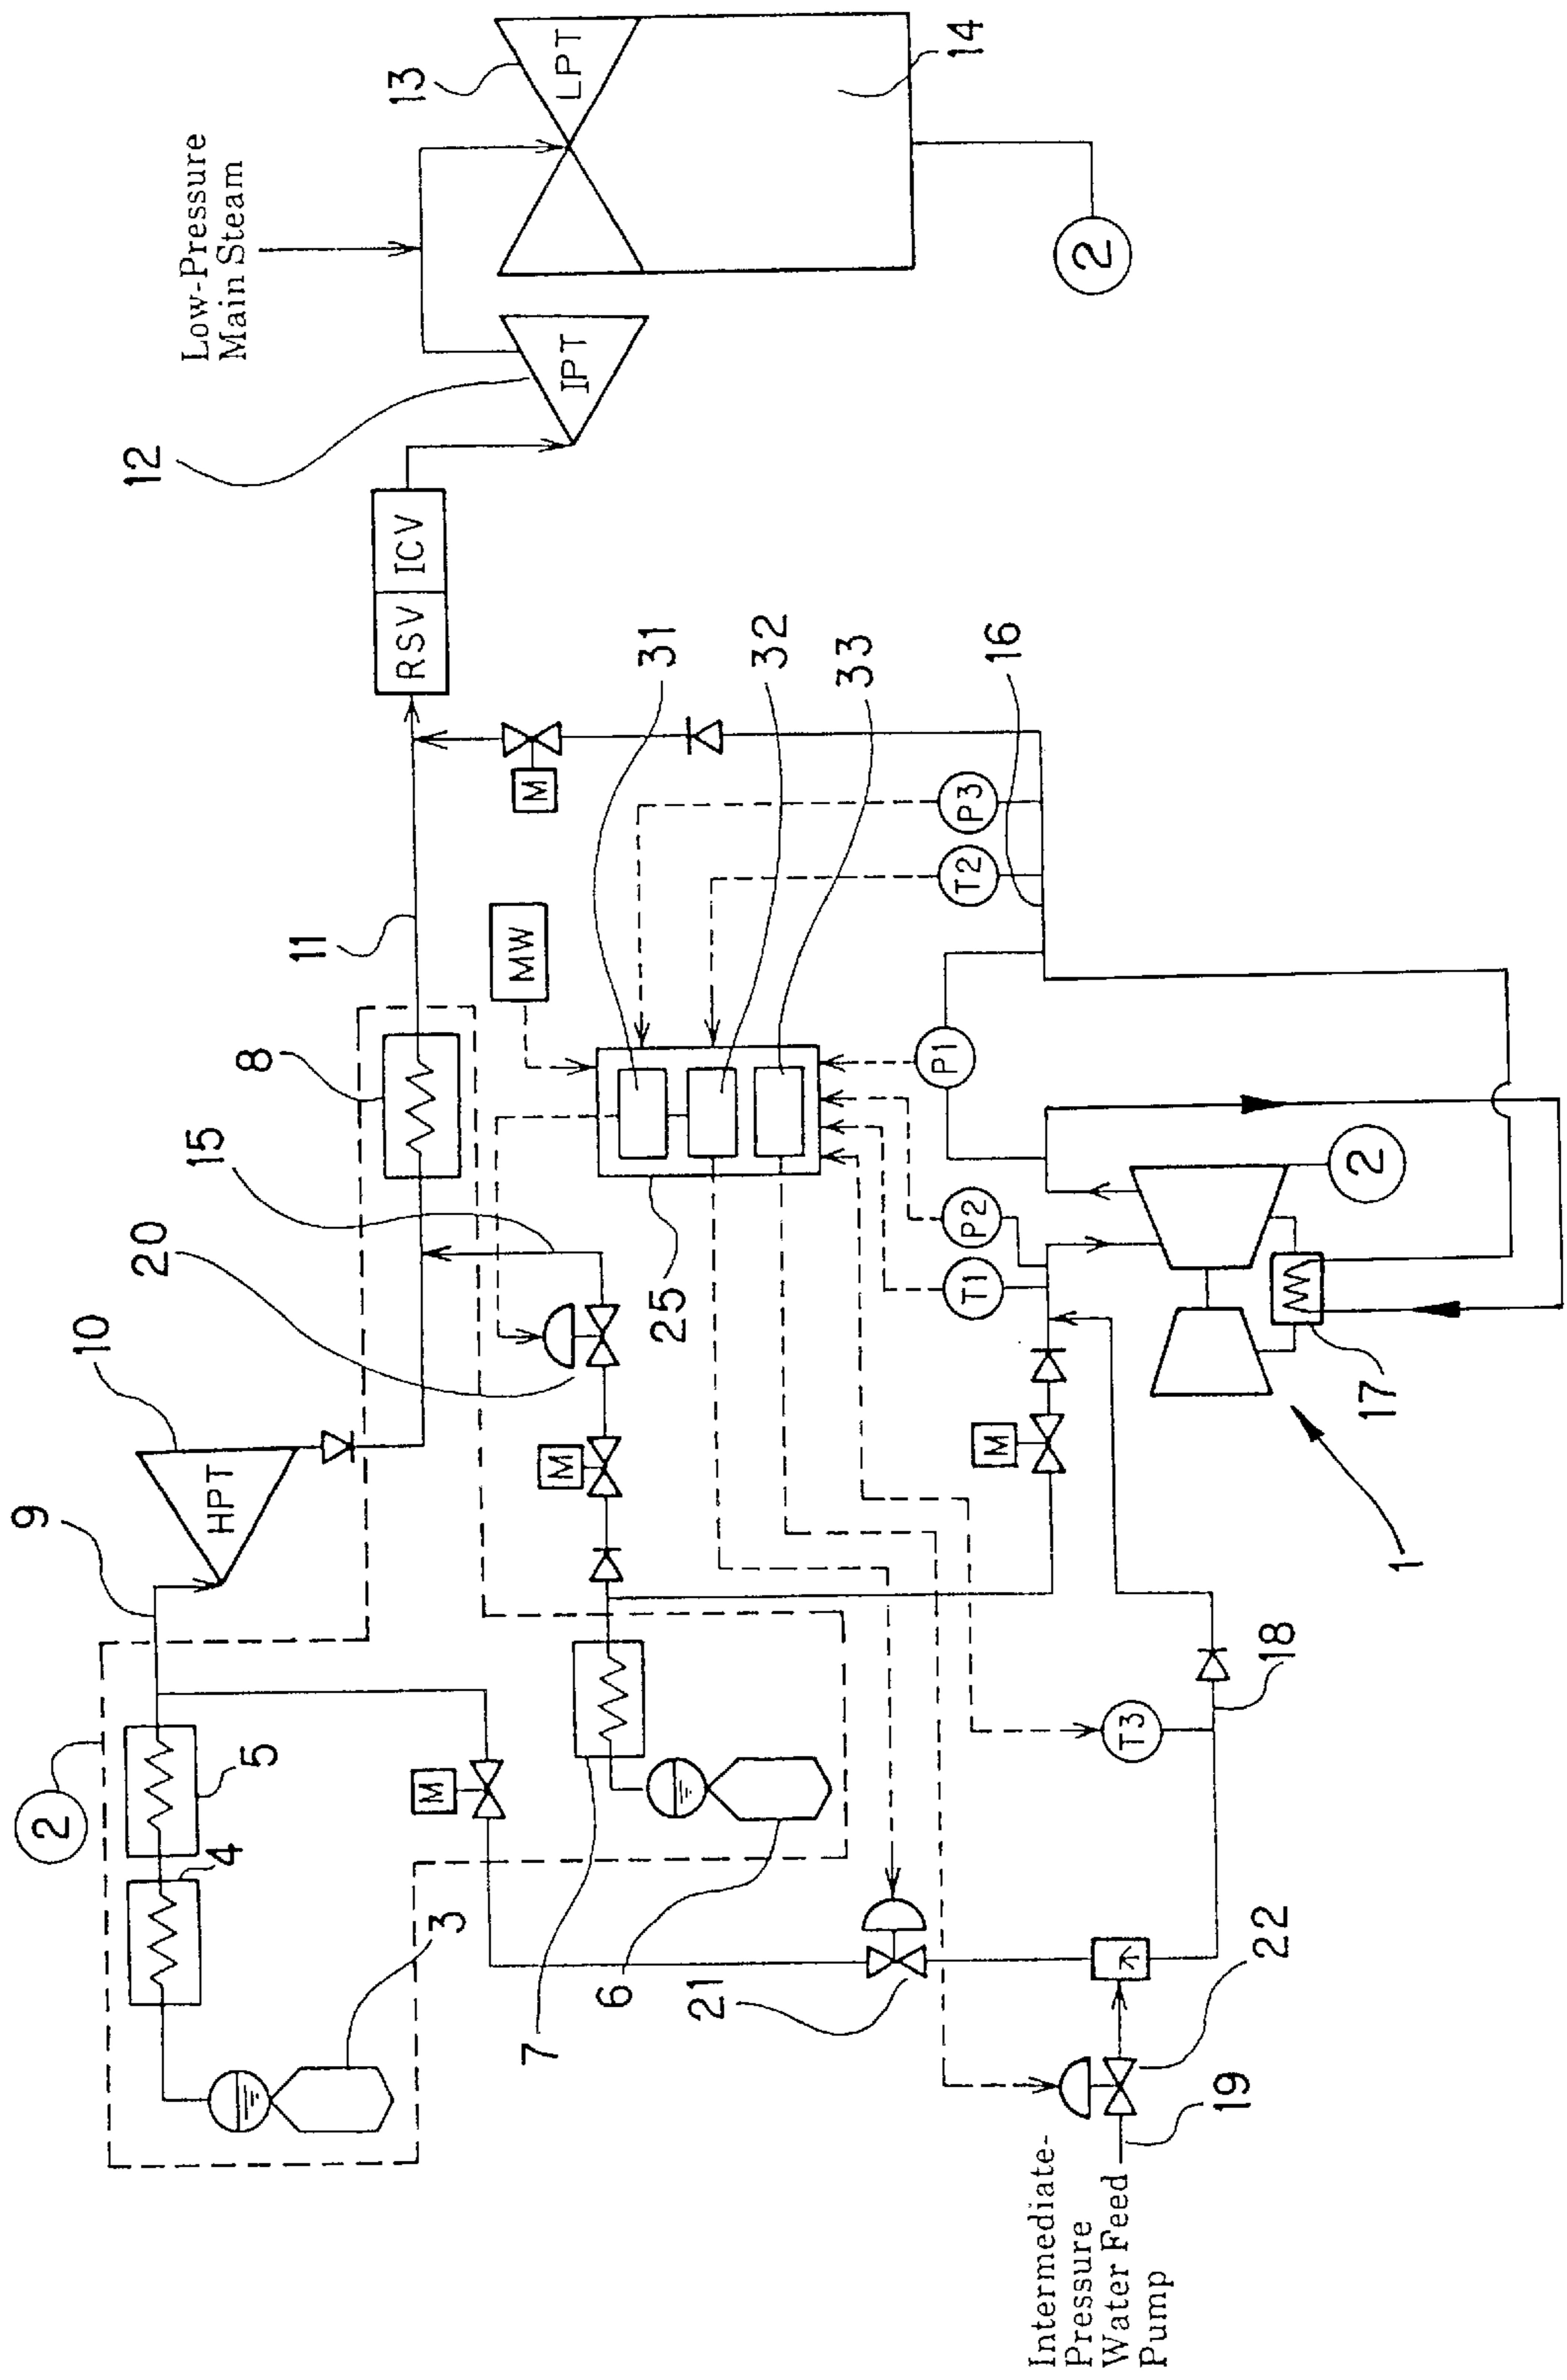 Low-Pressure
Main Steam
13
LPT
14
12
IPT
2
RSV
ICV
11
M
16
31
32
33
MW
P3
T2
P1
8
15
20
25
10
HPT
9
M
P2
T1
M
2
17
1
2
5
4
3
M
7
6
21
T3
18
22
19
Intermediate-
Pressure
Water Feed
Pump